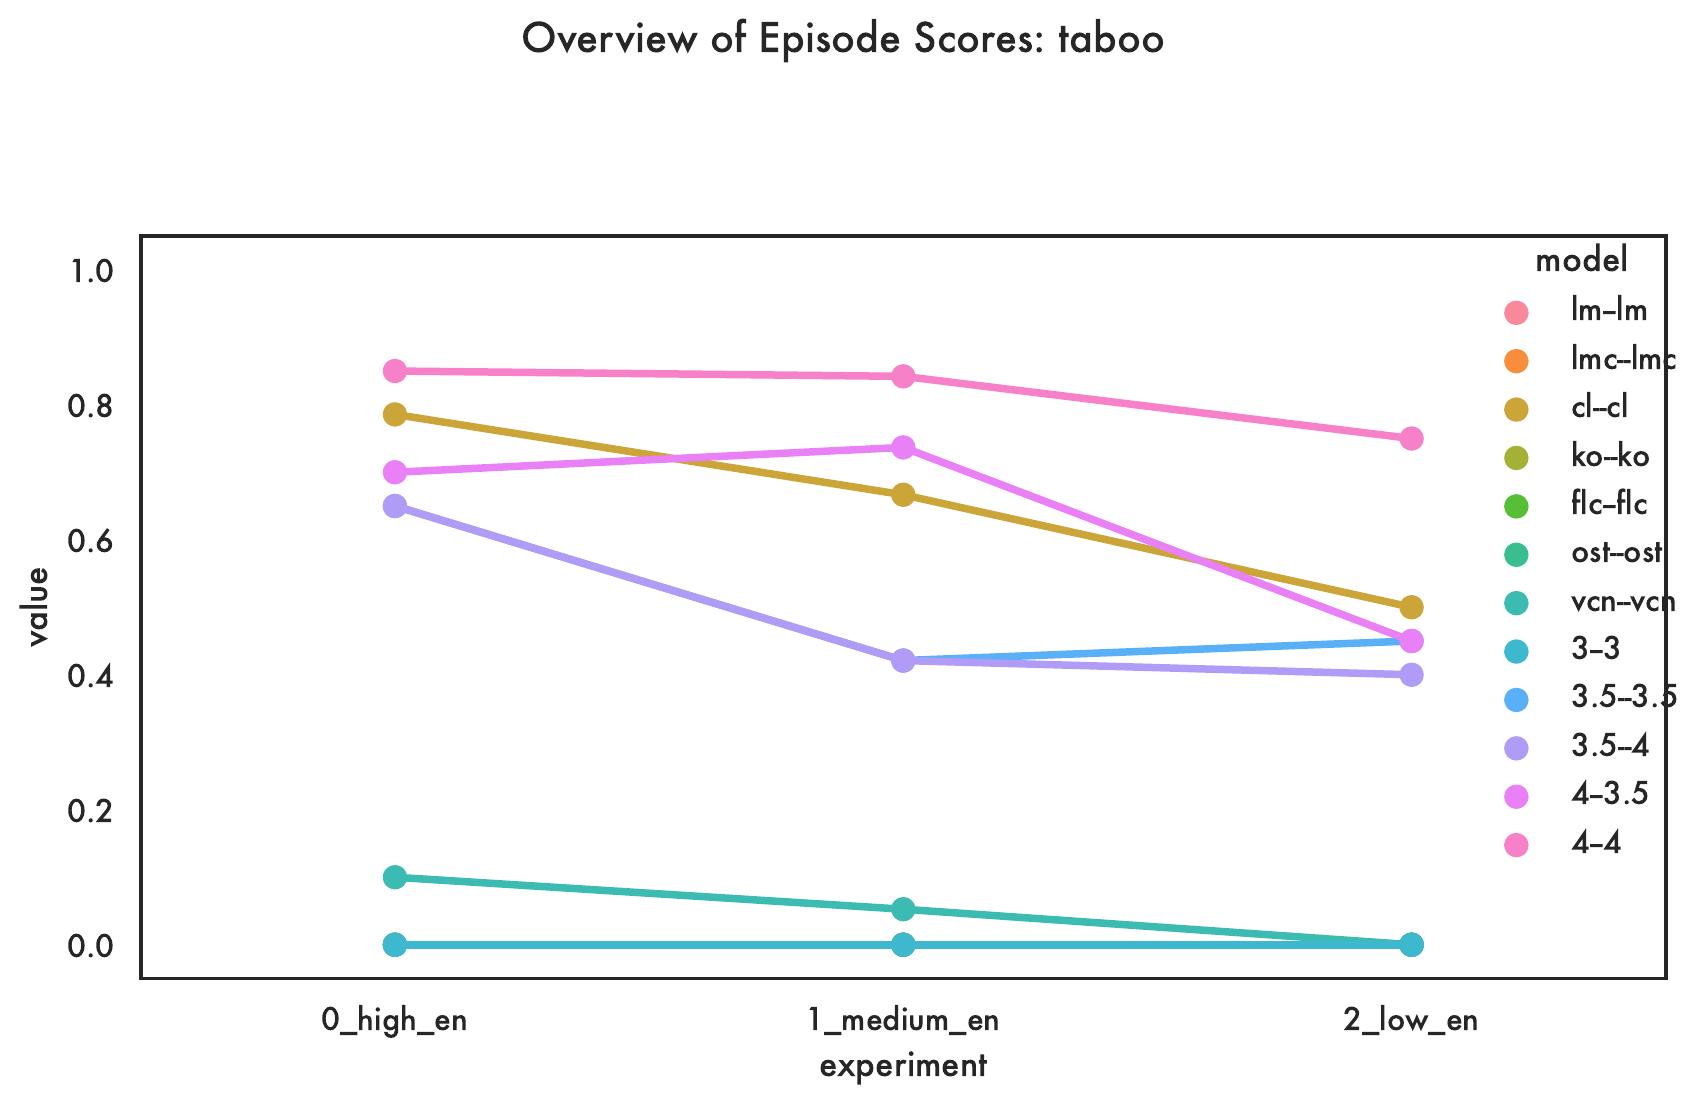 Overview of Episode Scores: taboo
model
lm–lm
lmc–lmc
cl–cl
ko–ko
flc–flc
ost–ost
vcn–vcn
3–3
3.5–3.5
3.5–4
4–3.5
4–4
value
1.0
0.8
0.6
0.4
0.2
0.0
0_high_en
1_medium_en
2_low_en
experiment